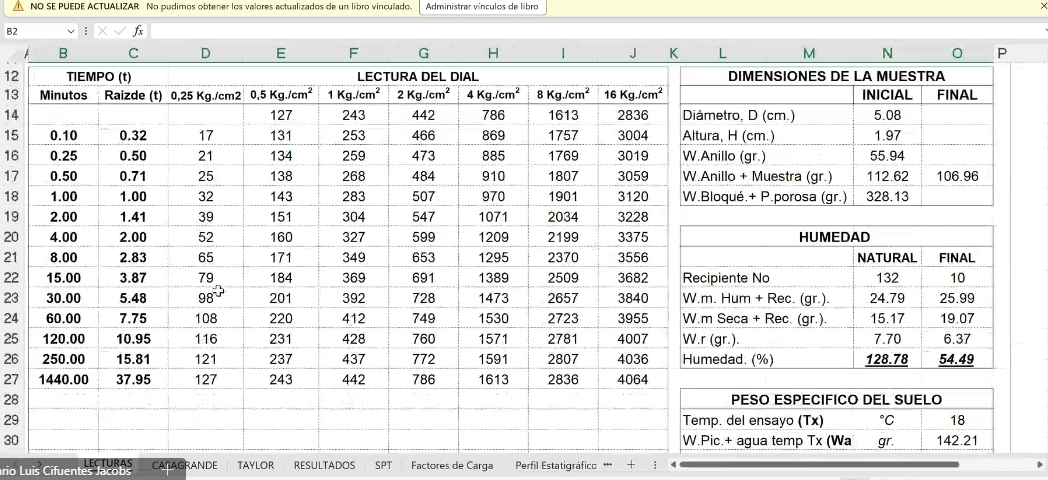 NO SE PUEDE ACTUALIZAR No pudimos obtener los valores actualizados de un libro vinculado. Administrar vínculos de libro
B2 fx
A B C D E F G H I J K L M N O P
12 TIEMPO (t) LECTURA DEL DIAL DIMENSIONES DE LA MUESTRA
13 Minutos Raizde (t) 0,25 Kg./cm2 0,5 Kg./cm² 1 Kg./cm² 2 Kg./cm² 4 Kg./cm² 8 Kg./cm² 16 Kg./cm² INICIAL FINAL
14 127 243 442 786 1613 2836 Diámetro, D (cm.) 5.08
15 0.10 0.32 17 131 253 466 869 1757 3004 Altura, H (cm.) 1.97
16 0.25 0.50 21 134 259 473 885 1769 3019 W.Anillo (gr.) 55.94
17 0.50 0.71 25 138 268 484 910 1807 3059 W.Anillo + Muestra (gr.) 112.62 106.96
18 1.00 1.00 32 143 283 507 970 1901 3120 W.Bloqué.+ P.porosa (gr.) 328.13
19 2.00 1.41 39 151 304 547 1071 2034 3228
20 4.00 2.00 52 160 327 599 1209 2199 3375 HUMEDAD
21 8.00 2.83 65 171 349 653 1295 2370 3556 NATURAL FINAL
22 15.00 3.87 79 184 369 691 1389 2509 3682 Recipiente No 132 10
23 30.00 5.48 98 201 392 728 1473 2657 3840 W.m. Hum + Rec. (gr.). 24.79 25.99
24 60.00 7.75 108 220 412 749 1530 2723 3955 W.m Seca + Rec. (gr.). 15.17 19.07
25 120.00 10.95 116 231 428 760 1571 2781 4007 W.r (gr.). 7.70 6.37
26 250.00 15.81 121 237 437 772 1591 2807 4036 Humedad. (%) 128.78 54.49
27 1440.00 37.95 127 243 442 786 1613 2836 4064
28 PESO ESPECIFICO DEL SUELO
29 Temp. del ensayo (Tx) °C 18
30 W.Pic.+ agua temp Tx (Wa gr. 142.21
LECTURAS CASAGRANDE TAYLOR RESULTADOS SPT Factores de Carga Perfil Estatigráfico
rio Luis Cifuentes Jacobs